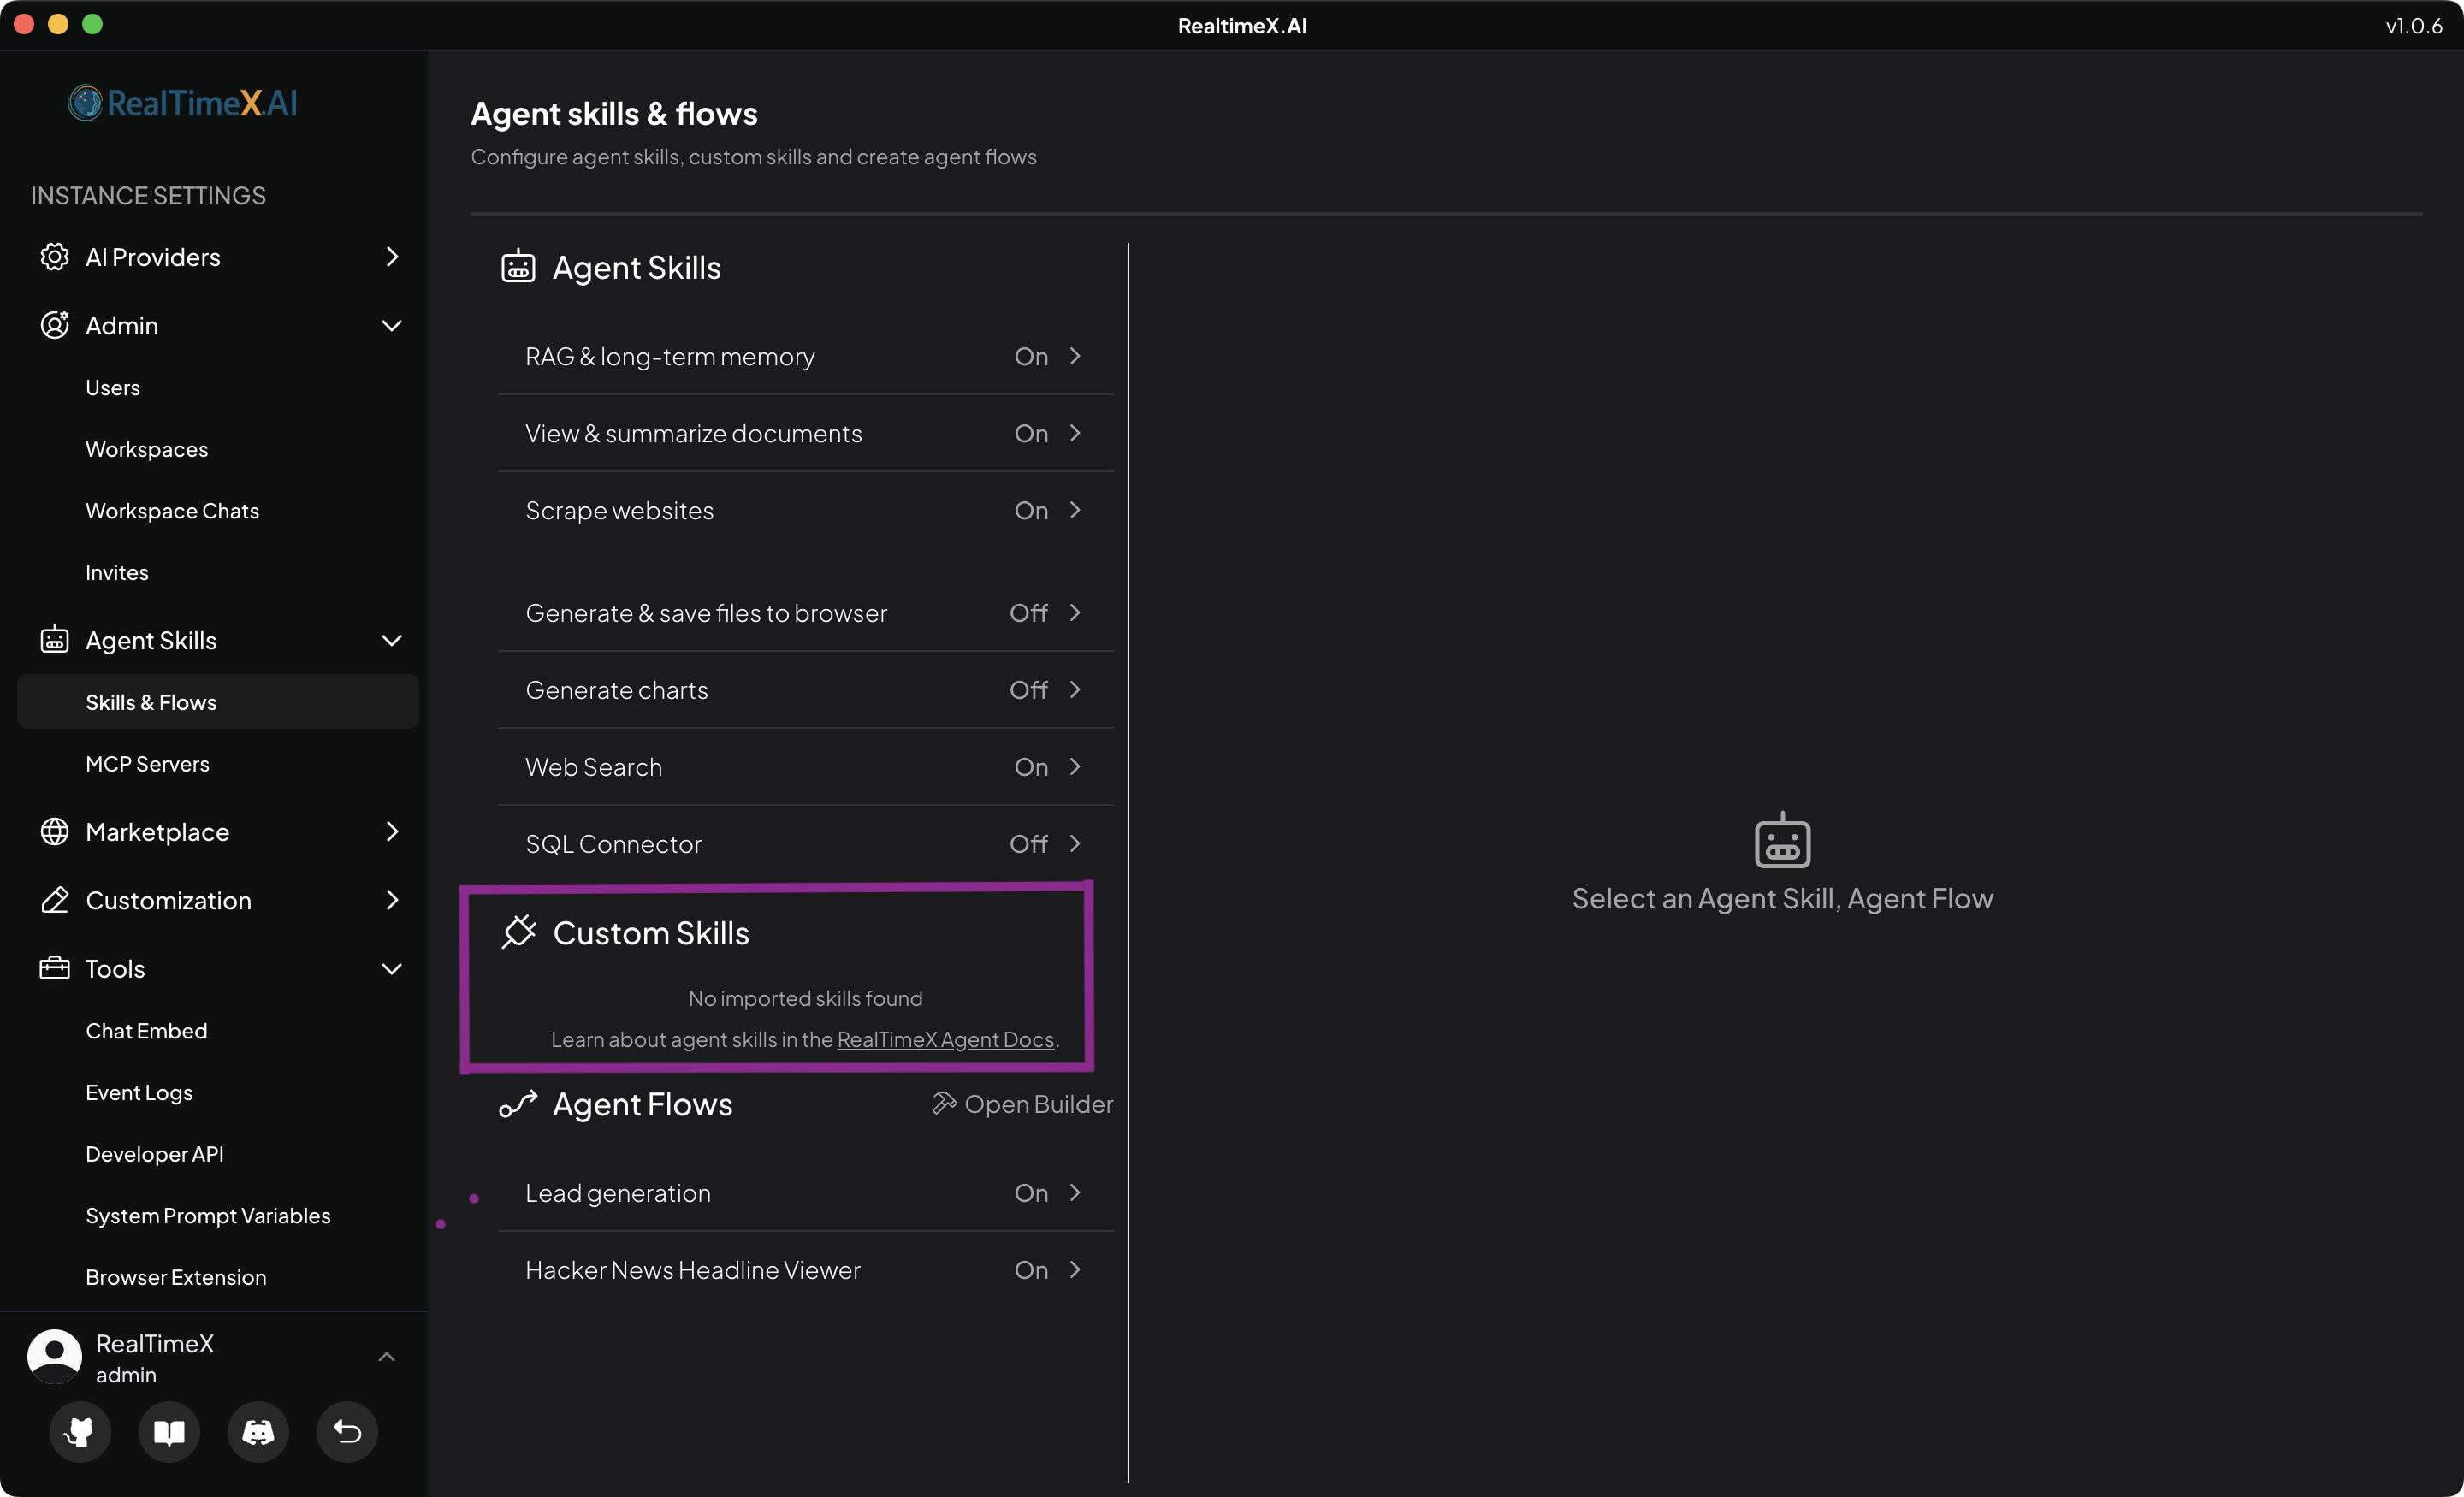 RealtimeX.AI
v1.0.6
RealTimeX.AI
INSTANCE SETTINGS
AI Providers
Admin
Users
Workspaces
Workspace Chats
Invites
Agent Skills
Skills & Flows
MCP Servers
Marketplace
Customization
Tools
Chat Embed
Event Logs
Developer API
System Prompt Variables
Browser Extension
RealTimeX
admin
Agent skills & flows
Configure agent skills, custom skills and create agent flows
Agent Skills
RAG & long-term memory On
View & summarize documents On
Scrape websites On
Generate & save files to browser Off
Generate charts Off
Web Search On
SQL Connector Off
Custom Skills
No imported skills found
Learn about agent skills in the RealTimeX Agent Docs.
Agent Flows Open Builder
Lead generation On
Hacker News Headline Viewer On
Select an Agent Skill, Agent Flow